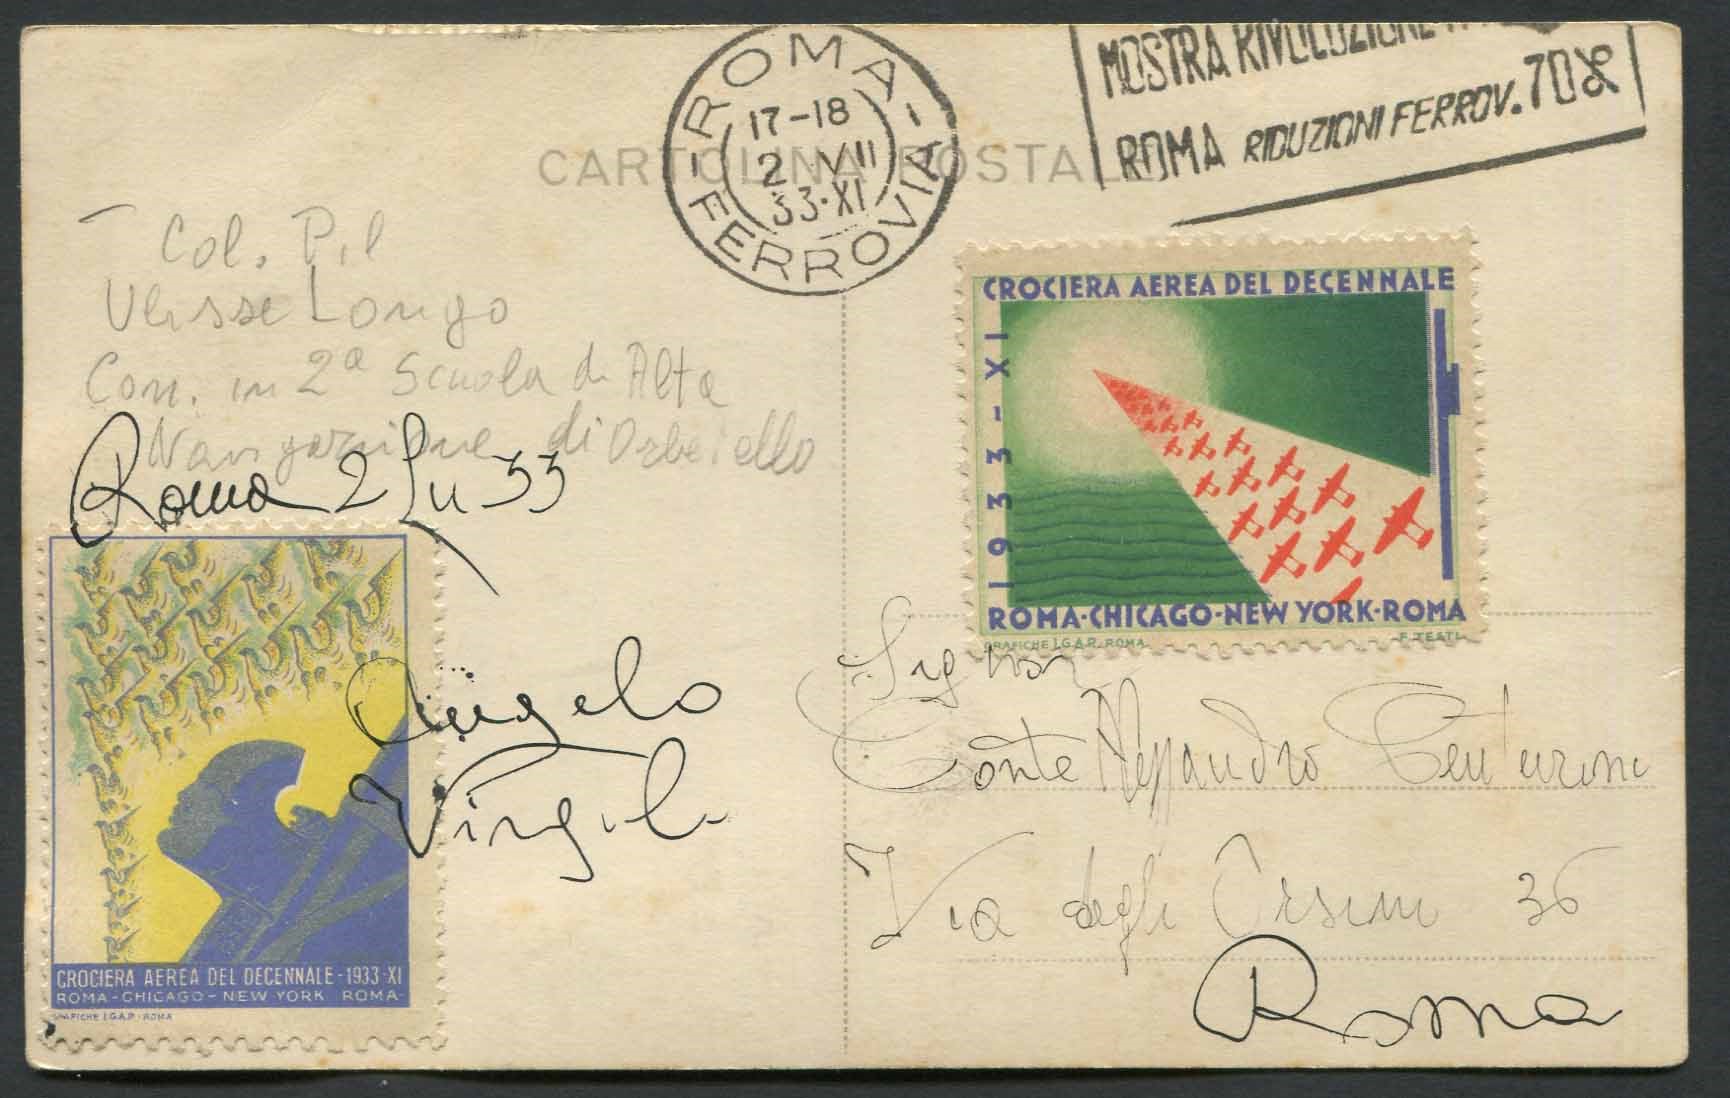 CARTOLINA POSTALE
ROMA - FERROVIA
17-18
2 VII
33·XI
MOSTRA RIVOLUZIONE
ROMA RIDUZIONI FERROV. 70%
Col. Pil
Ulisse Longo
Com. in 2ª Scuola di Alta
Navigazione di Orbetello
Roma 2 Lu 33
Angelo
CROCIERA AEREA DEL DECENNALE - 1933·XI
ROMA - CHICAGO - NEW-YORK ROMA-
GRAFICHE I.G.A.P. ROMA
CROCIERA AEREA DEL DECENNALE
1933-XI
ROMA-CHICAGO-NEW YORK-ROMA
GRAFICHE I.G.A.P. ROMA F. TESTI
Signor
Conte Alessandro
Via degli Orsini 36
Roma